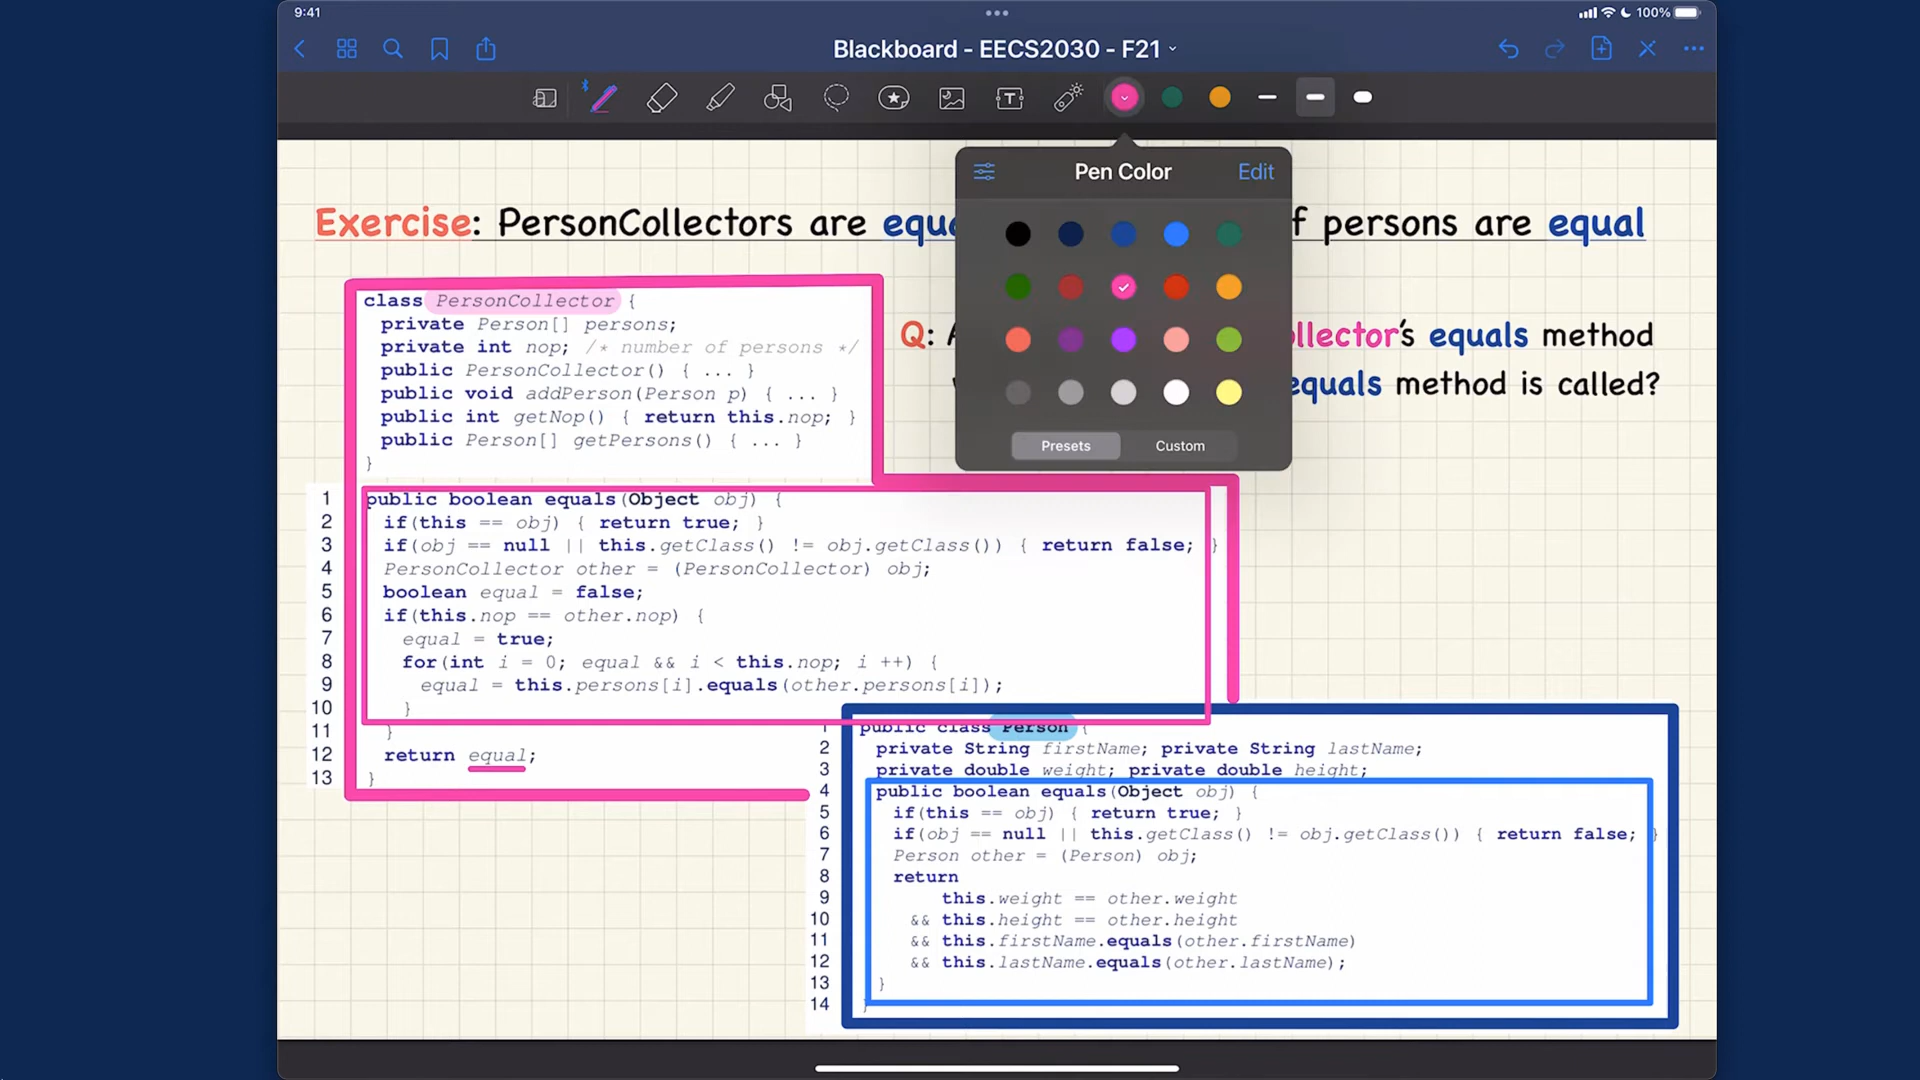 9:41
100%
Blackboard - EECS2030 - F21
Pen Color
Edit
Presets
Custom
Exercise: PersonCollectors are equ f persons are equal
Q: ollector's equals method
equals method is called?
class PersonCollector {
private Person[] persons;
private int nop; /* number of persons */
public PersonCollector() { ... }
public void addPerson(Person p) { ... }
public int getNop() { return this.nop; }
public Person[] getPersons() { ... }
}
1 public boolean equals(Object obj) {
2 if(this == obj) { return true; }
3 if(obj == null || this.getClass() != obj.getClass()) { return false; }
4 PersonCollector other = (PersonCollector) obj;
5 boolean equal = false;
6 if(this.nop == other.nop) {
7 equal = true;
8 for(int i = 0; equal && i < this.nop; i ++) {
9 equal = this.persons[i].equals(other.persons[i]);
10 }
11 }
12 return equal;
13 }
1 public class Person {
2 private String firstName; private String lastName;
3 private double weight; private double height;
4 public boolean equals(Object obj) {
5 if(this == obj) { return true; }
6 if(obj == null || this.getClass() != obj.getClass()) { return false; }
7 Person other = (Person) obj;
8 return
9 this.weight == other.weight
10 && this.height == other.height
11 && this.firstName.equals(other.firstName)
12 && this.lastName.equals(other.lastName);
13 }
14 }